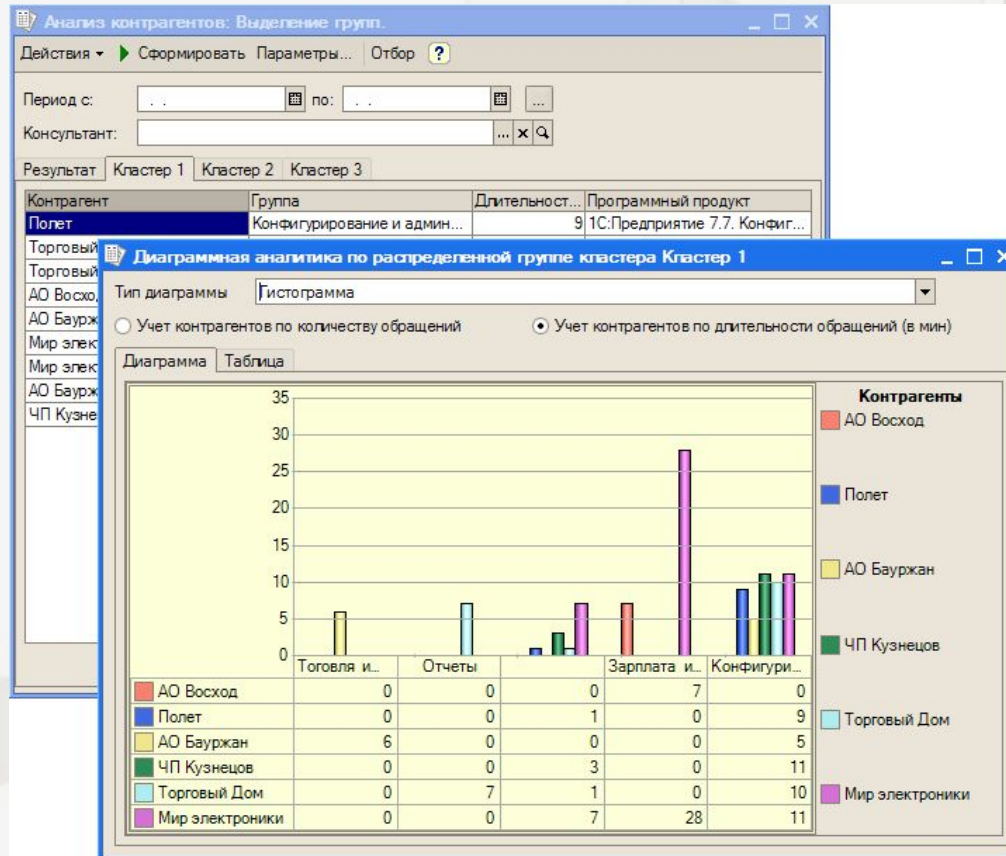 Анализ контрагентов: Выделение групп.
Действия Сформировать Параметры... Отбор ?
Период с: . . по: . . ...
Консультант: ... x
Результат Кластер 1 Кластер 2 Кластер 3
Контрагент Группа Длительност... Программный продукт
Полет Конфигурирование и админ... 9 1С:Предприятие 7.7. Конфиг...
Торговый
Торговый
АО Восхо
АО Баурж
Мир элек
Мир элек
АО Баурж
ЧП Кузне
Диаграммная аналитика по распределенной группе кластера Кластер 1
Тип диаграммы Гистограмма
Учет контрагентов по количеству обращений Учет контрагентов по длительности обращений (в мин)
Диаграмма Таблица
35
30
25
20
15
10
5
0
Тоговля и... Отчеты Зарплата и... Конфигури...
АО Восход 0 0 0 7 0
Полет 0 0 1 0 9
АО Бауржан 6 0 0 0 5
ЧП Кузнецов 0 0 3 0 11
Торговый Дом 0 7 1 0 10
Мир электроники 0 0 7 28 11
Контрагенты
АО Восход
Полет
АО Бауржан
ЧП Кузнецов
Торговый Дом
Мир электроники